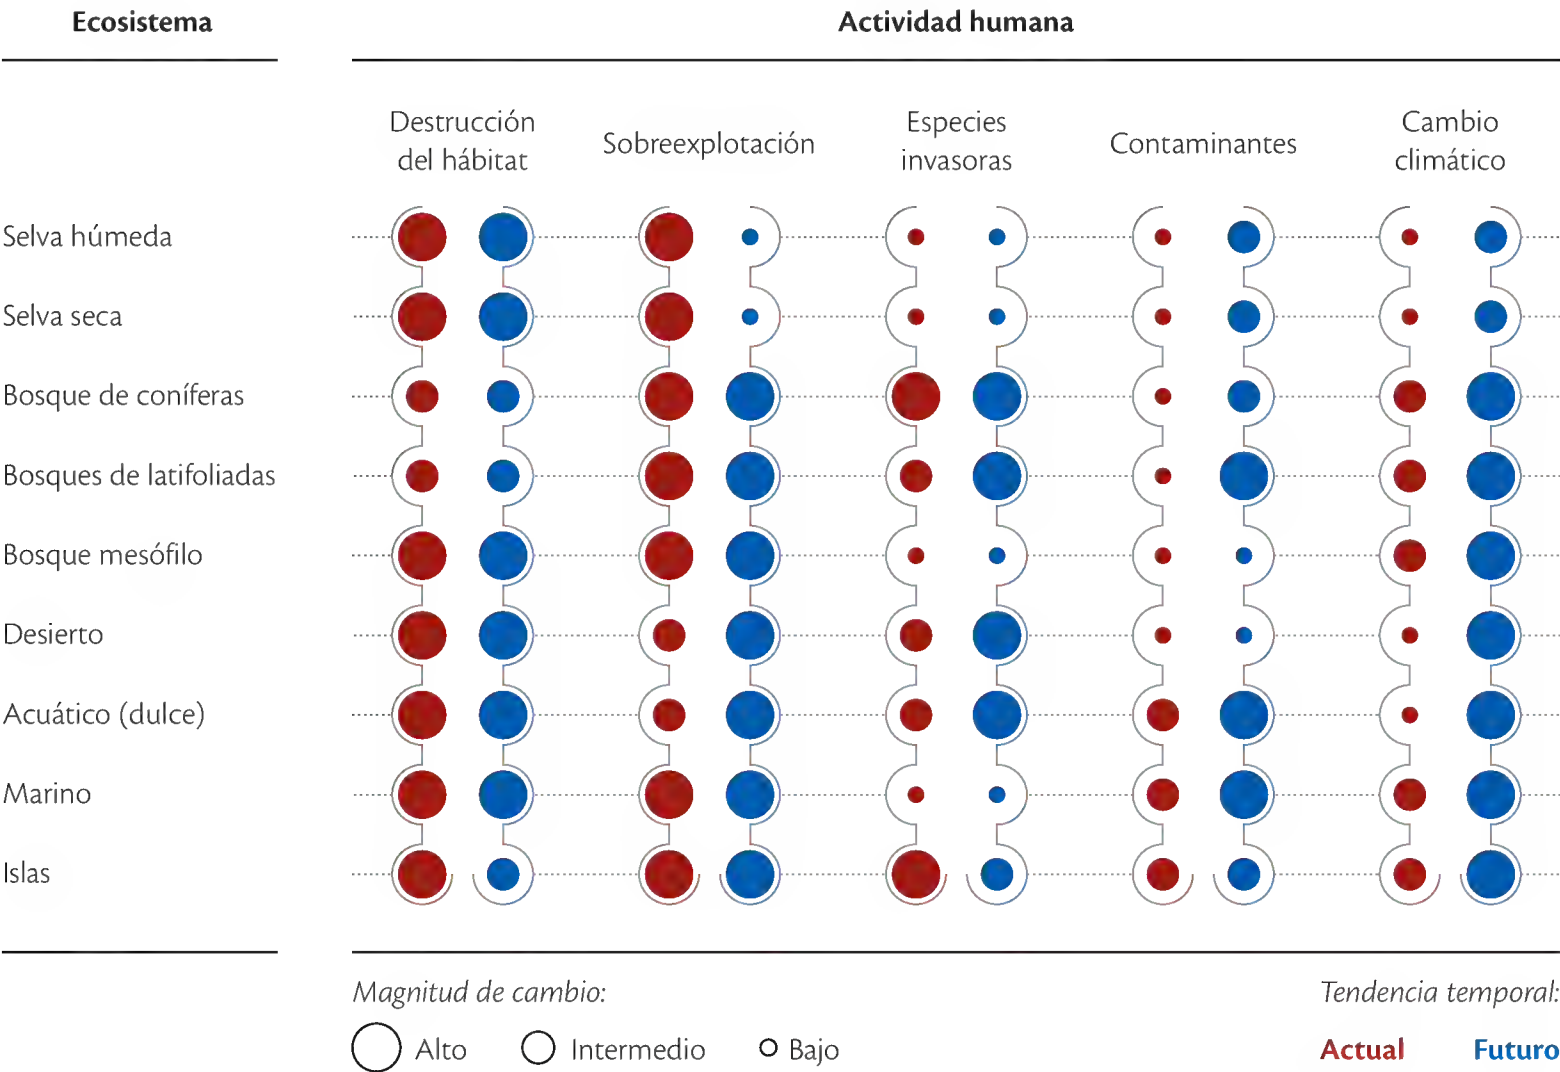 Ecosistema
Actividad humana
Destrucción
del hábitat
Sobreexplotación
Especies
invasoras
Contaminantes
Cambio
climático
Selva húmeda
Selva seca
Bosque de coníferas
Bosques de latifoliadas
Bosque mesófilo
Desierto
Acuático (dulce)
Marino
Islas
Magnitud de cambio:
Alto
Intermedio
Bajo
Tendencia temporal:
Actual
Futuro